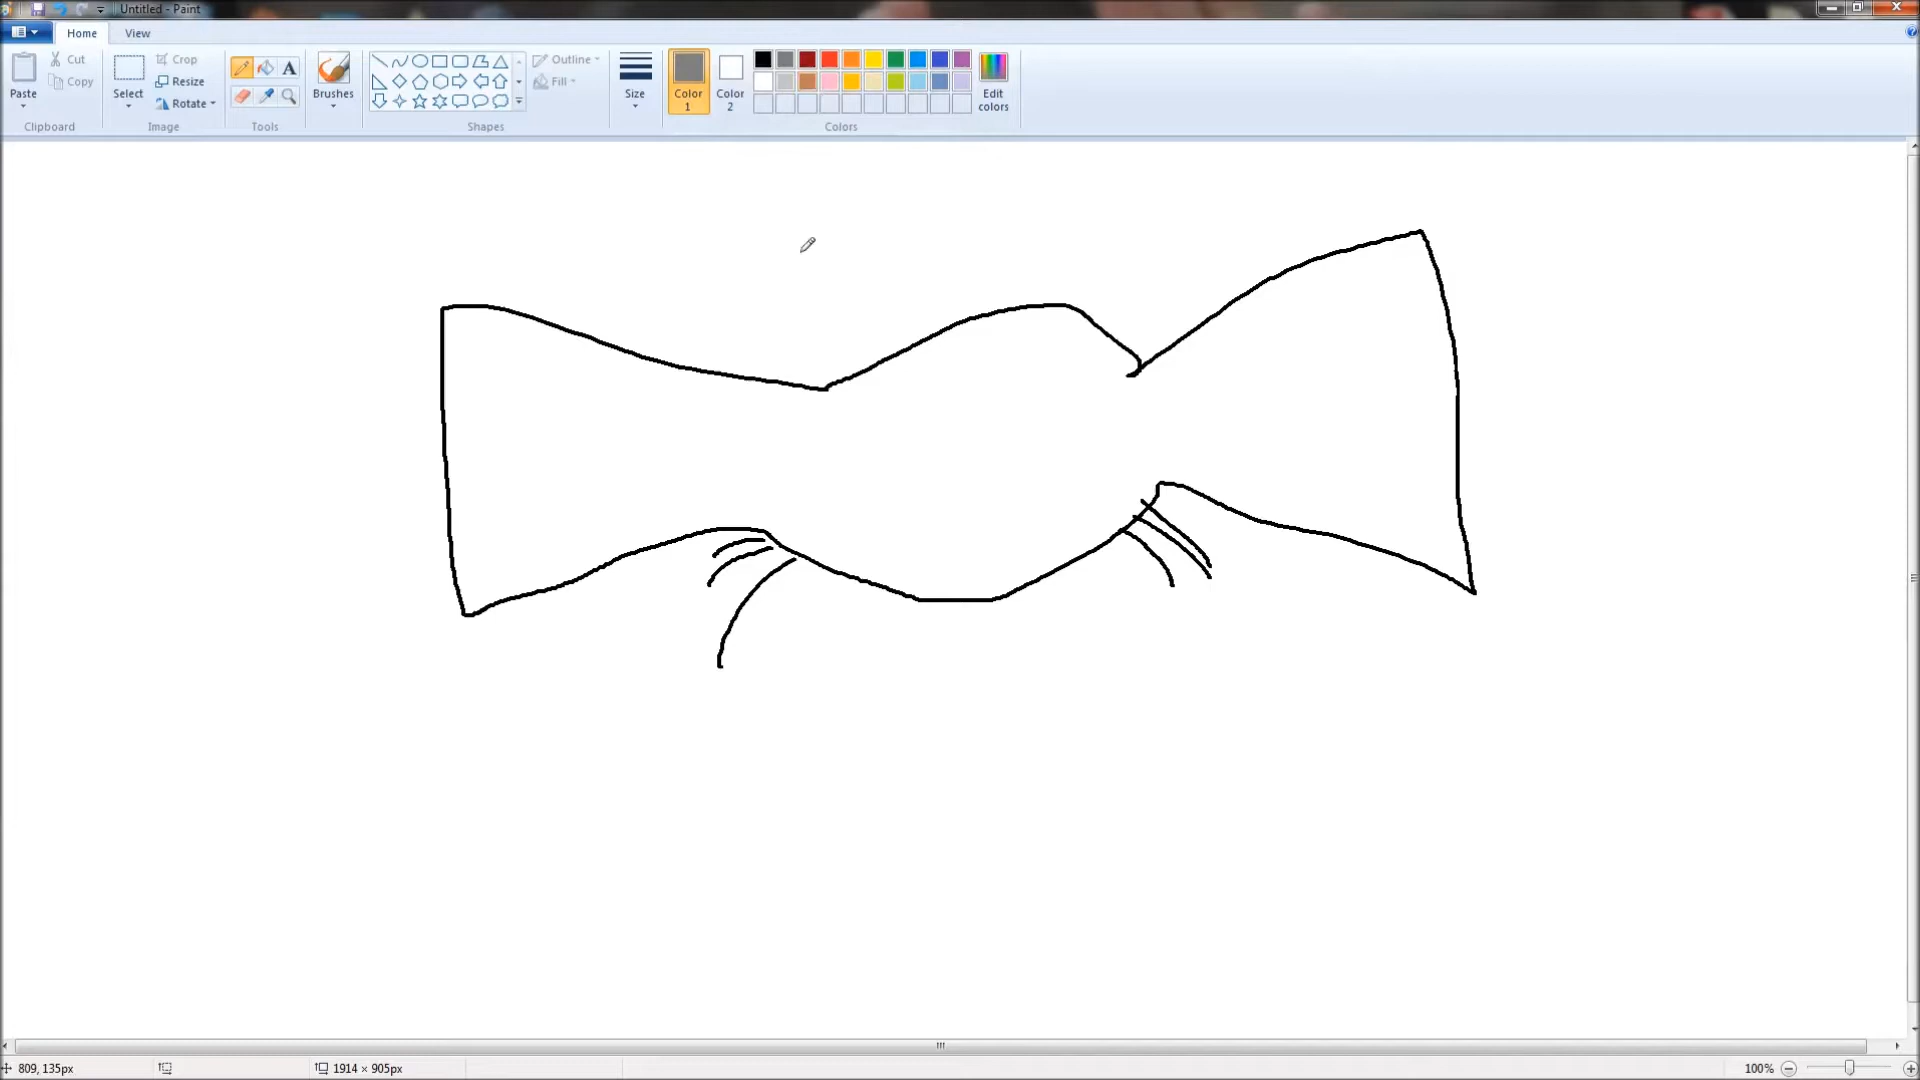 Untitled - Paint
Home View
Paste
Cut
Copy
Clipboard
Select
Crop
Resize
Rotate
Image
A
Tools
Brushes
Shapes
Outline
Fill
Size
Color 1
Color 2
Edit colors
Colors
809, 135px
1914 × 905px
100%